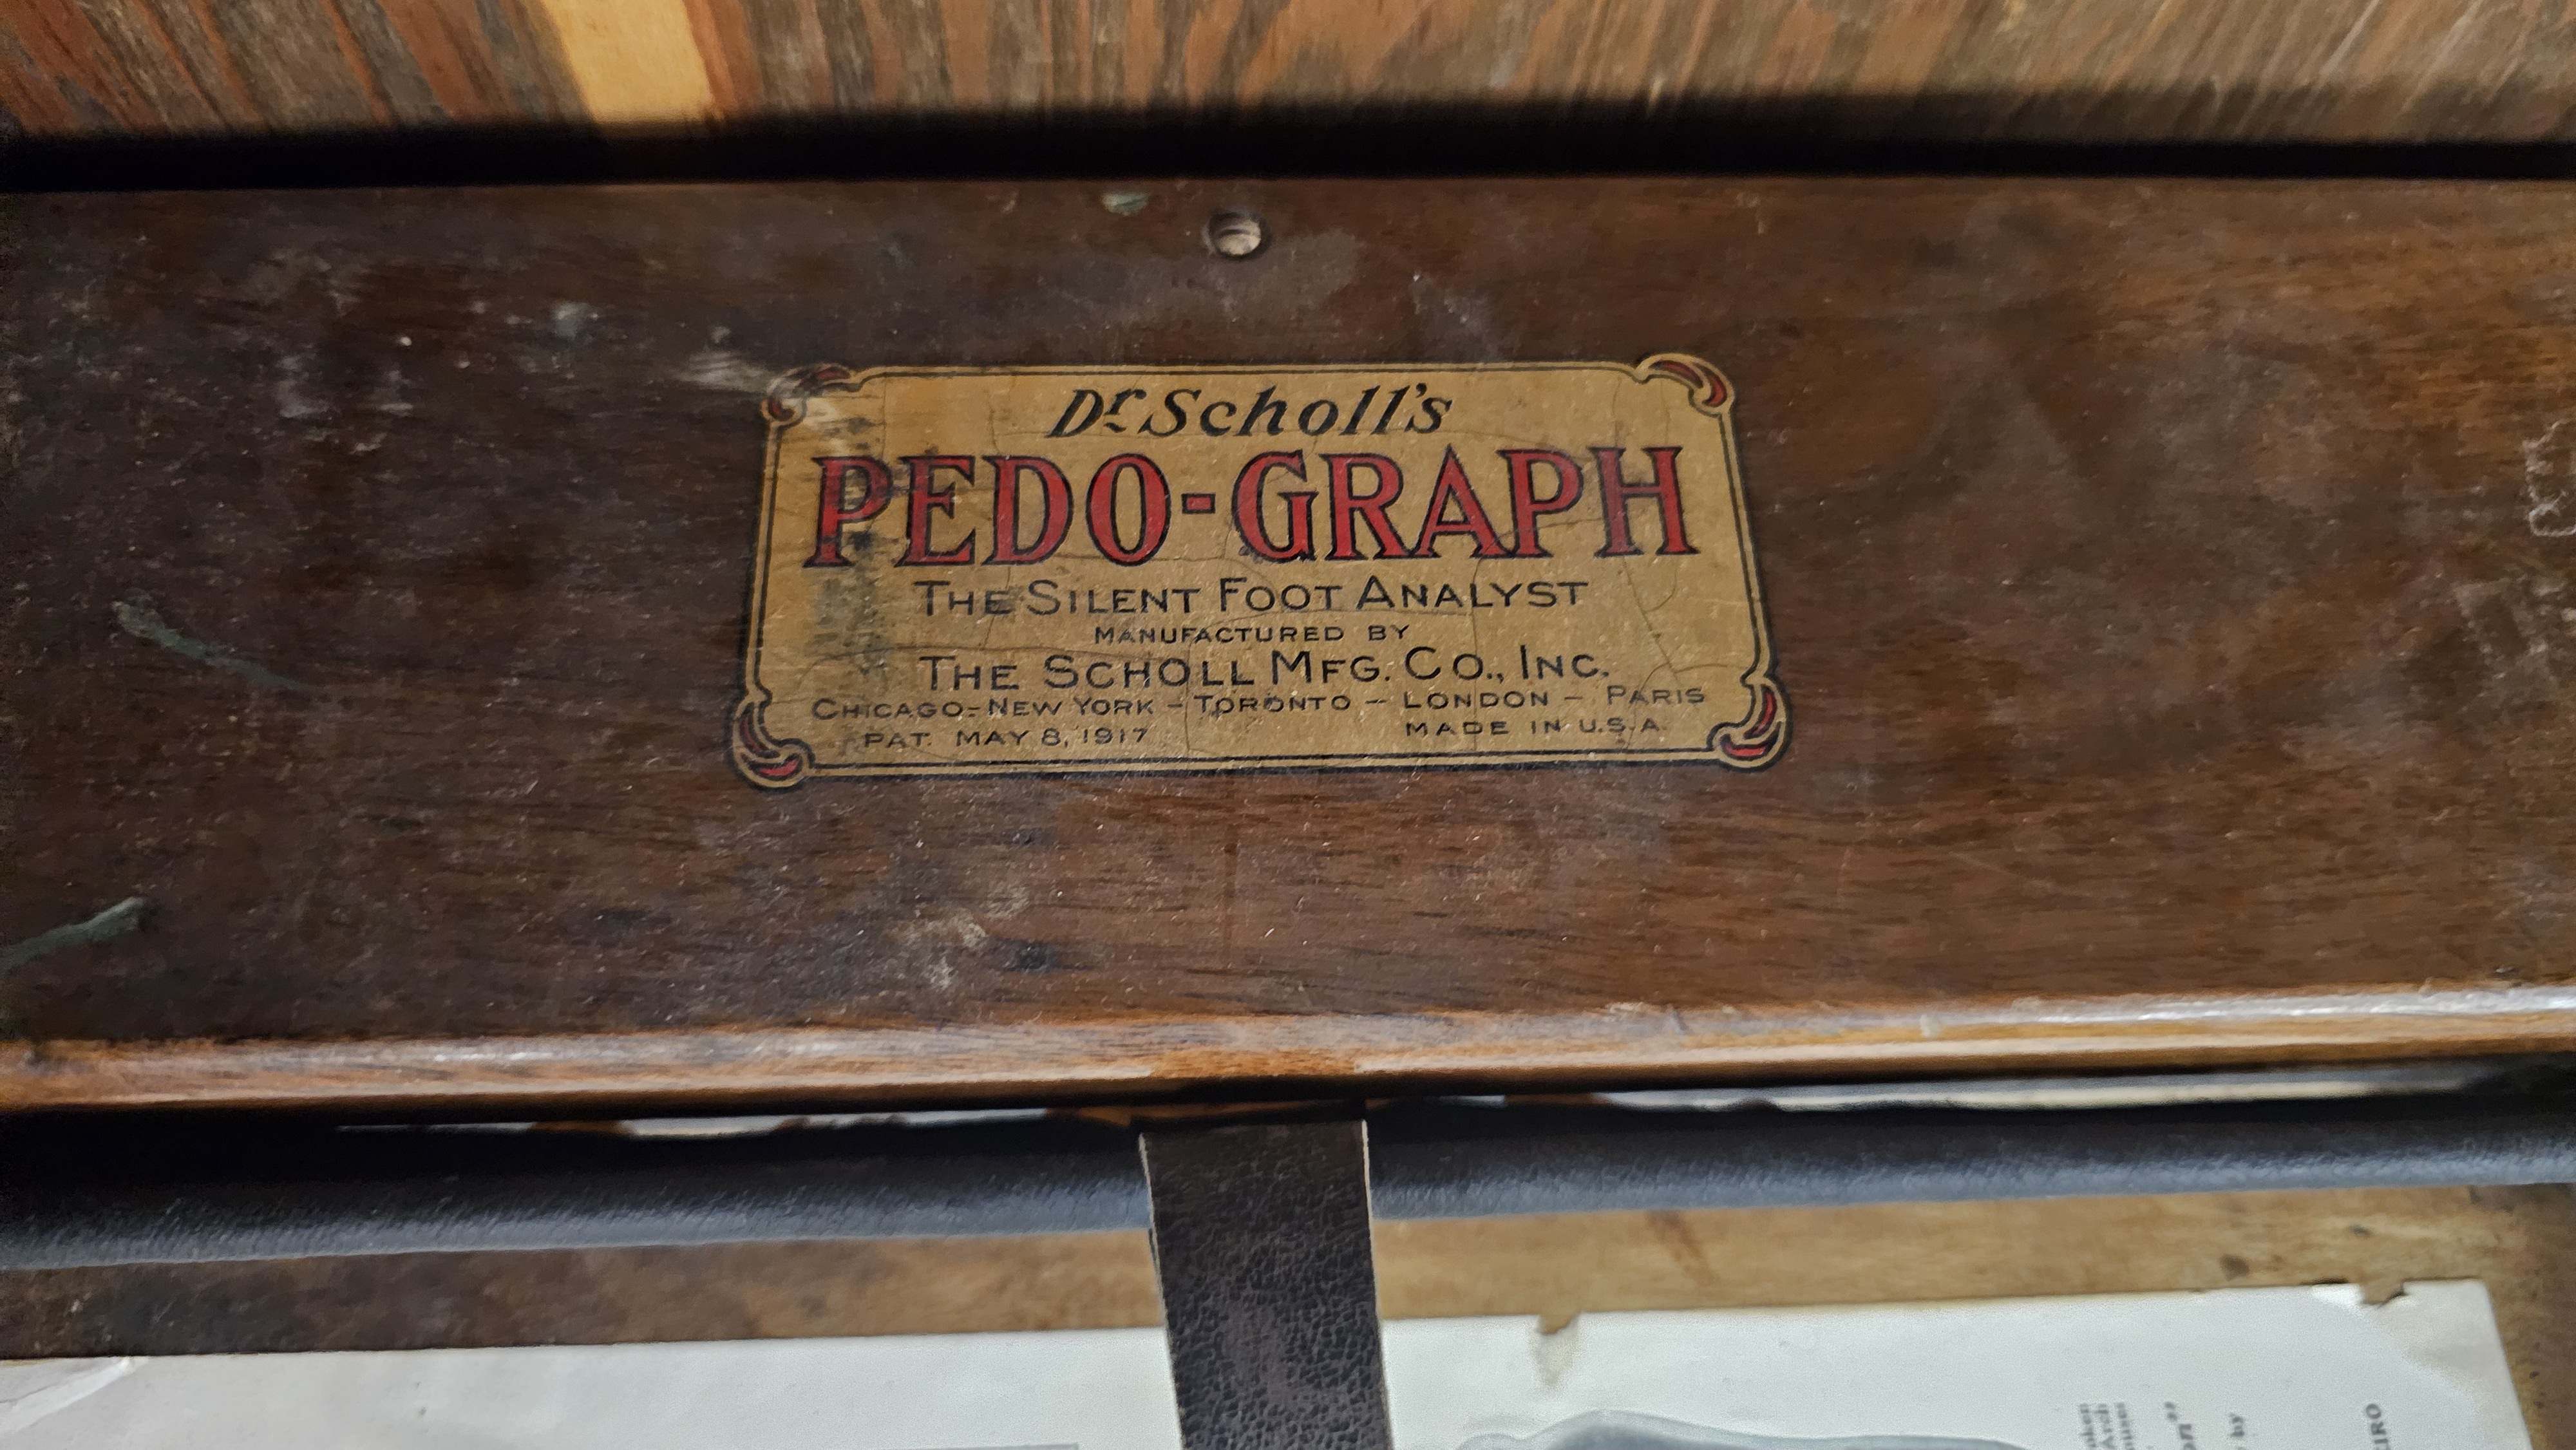 Dr. Scholl's
PEDO-GRAPH
THE SILENT FOOT ANALYST
MANUFACTURED BY
THE SCHOLL MFG. CO., INC.
CHICAGO - NEW YORK - TORONTO - LONDON - PARIS
PAT. MAY 8, 1917 MADE IN U.S.A.
by